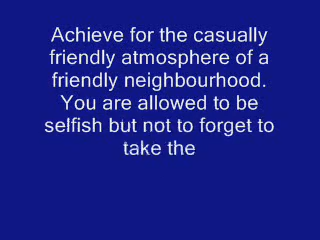 Achieve for the casually
friendly atmosphere of a
friendly neighbourhood.
You are allowed to be
selfish but not to forget to
take the